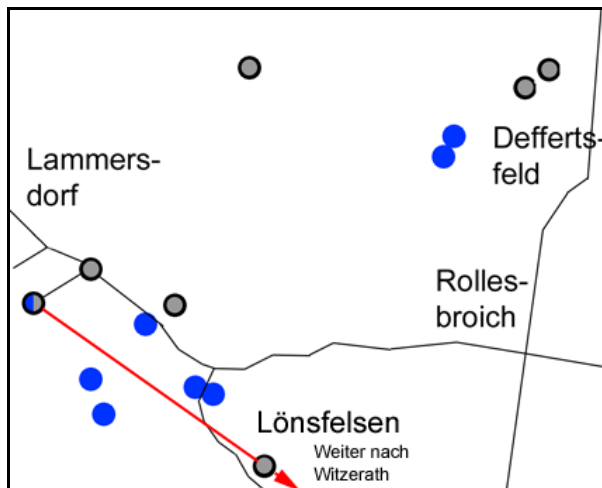 Lammers-
dorf
Defferts-
feld
Rolles-
broich
Lönsfelsen
Weiter nach
Witzerath